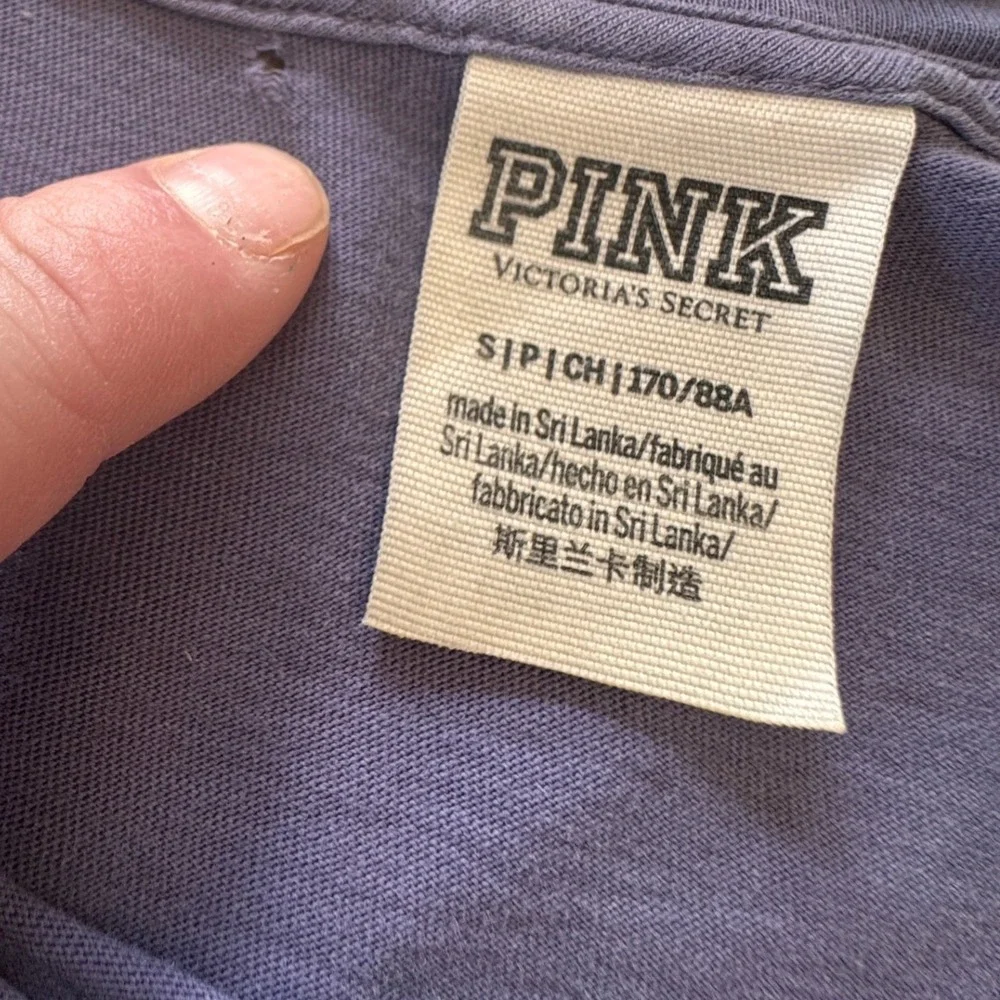 PINK
VICTORIA'S SECRET
S|P|CH|170/88A
made in Sri Lanka/fabriqué au
Sri Lanka/hecho en Sri Lanka/
fabbricato in Sri Lanka/
斯里兰卡制造